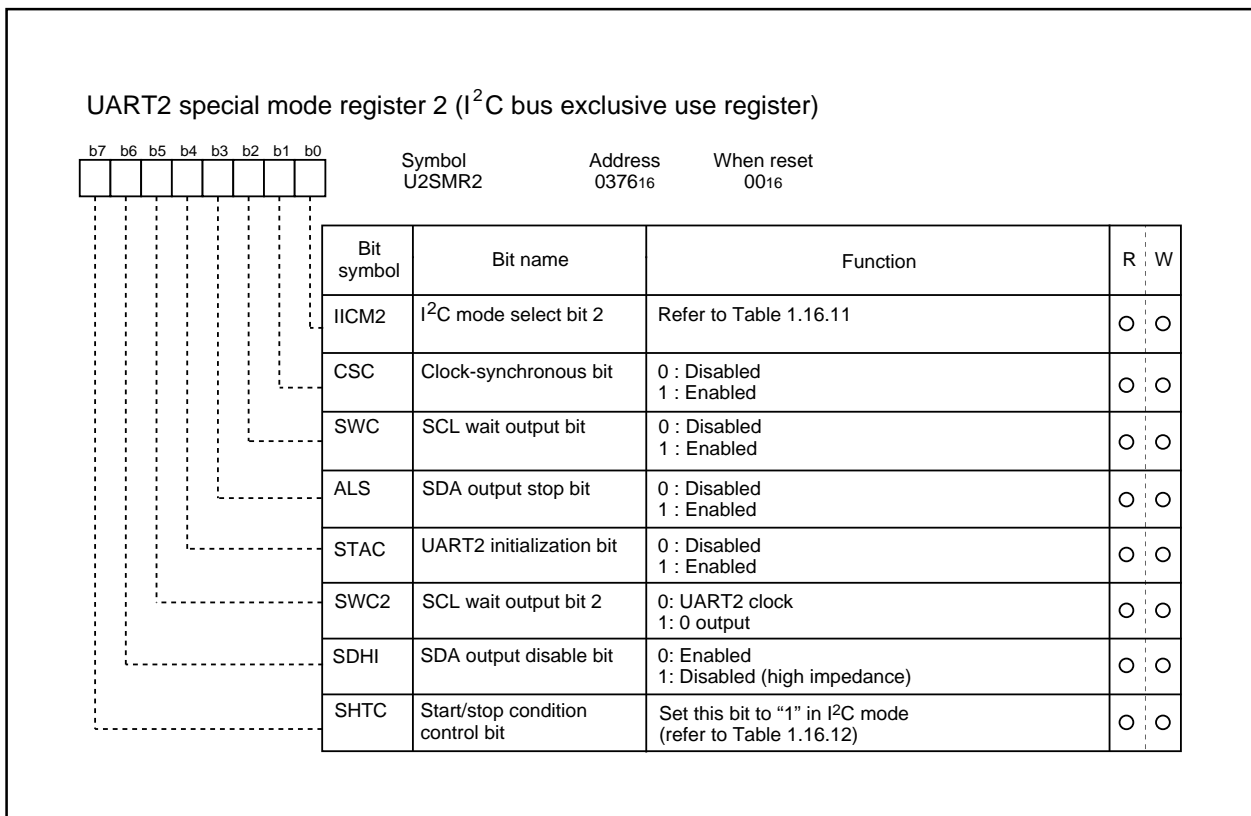 UART2 special mode register 2 (I2C bus exclusive use register)
b7 b6 b5 b4 b3 b2 b1 b0
Symbol Address When reset
U2SMR2 037616 0016
Bit symbol Bit name Function R W
IICM2 I2C mode select bit 2 Refer to Table 1.16.11
CSC Clock-synchronous bit 0 : Disabled
1 : Enabled
SWC SCL wait output bit 0 : Disabled
1 : Enabled
ALS SDA output stop bit 0 : Disabled
1 : Enabled
STAC UART2 initialization bit 0 : Disabled
1 : Enabled
SWC2 SCL wait output bit 2 0: UART2 clock
1: 0 output
SDHI SDA output disable bit 0: Enabled
1: Disabled (high impedance)
SHTC Start/stop condition control bit Set this bit to “1” in I2C mode
(refer to Table 1.16.12)